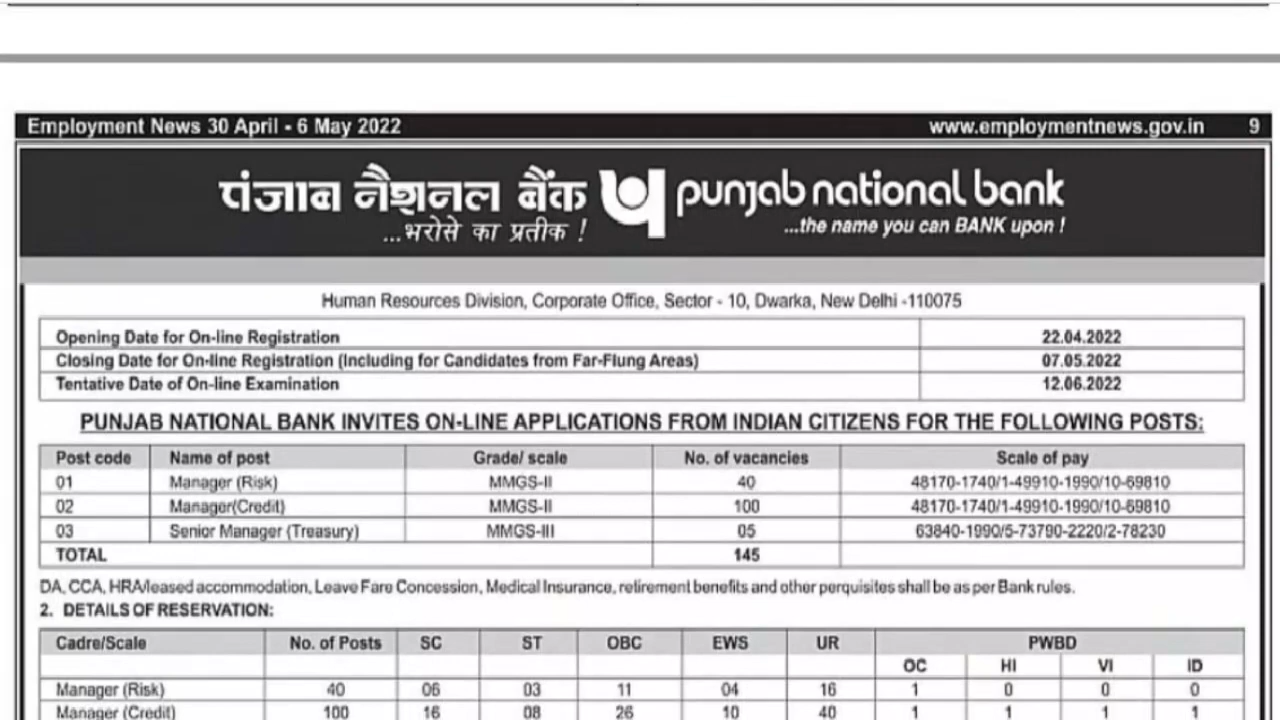 Employment News 30 April - 6 May 2022 www.employmentnews.gov.in 9
पंजाब नैशनल बैंक punjab national bank
...भरोसे का प्रतीक ! ...the name you can BANK upon !
Human Resources Division, Corporate Office, Sector - 10, Dwarka, New Delhi -110075
Opening Date for On-line Registration 22.04.2022
Closing Date for On-line Registration (Including for Candidates from Far-Flung Areas) 07.05.2022
Tentative Date of On-line Examination 12.06.2022
PUNJAB NATIONAL BANK INVITES ON-LINE APPLICATIONS FROM INDIAN CITIZENS FOR THE FOLLOWING POSTS:
Post code Name of post Grade/ scale No. of vacancies Scale of pay
01 Manager (Risk) MMGS-II 40 48170-1740/1-49910-1990/10-69810
02 Manager(Credit) MMGS-II 100 48170-1740/1-49910-1990/10-69810
03 Senior Manager (Treasury) MMGS-III 05 63840-1990/5-73790-2220/2-78230
TOTAL 145
DA, CCA, HRA/leased accommodation, Leave Fare Concession, Medical Insurance, retirement benefits and other perquisites shall be as per Bank rules.
2. DETAILS OF RESERVATION:
Cadre/Scale No. of Posts SC ST OBC EWS UR PWBD
OC HI VI ID
Manager (Risk) 40 06 03 11 04 16 1 0 0 0
Manager (Credit) 100 16 08 26 10 40 1 1 1 1